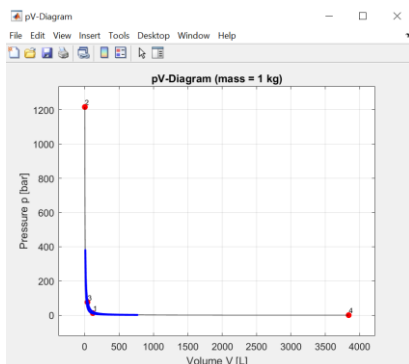 pV-Diagram
File Edit View Insert Tools Desktop Window Help
pV-Diagram (mass = 1 kg)
Pressure p [bar]
1200
1000
800
600
400
200
0
2
3
1
4
0 500 1000 1500 2000 2500 3000 3500 4000
Volume V [L]